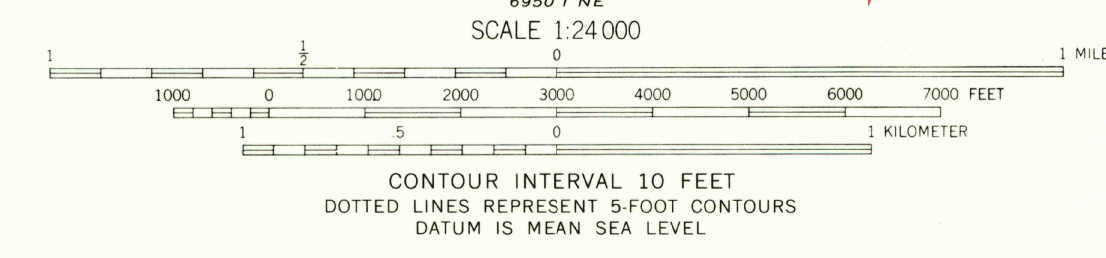 6950 I NE
SCALE 1:24 000
1 1/2 0 1 MILE
1000 0 1000 2000 3000 4000 5000 6000 7000 FEET
1 .5 0 1 KILOMETER
CONTOUR INTERVAL 10 FEET
DOTTED LINES REPRESENT 5-FOOT CONTOURS
DATUM IS MEAN SEA LEVEL